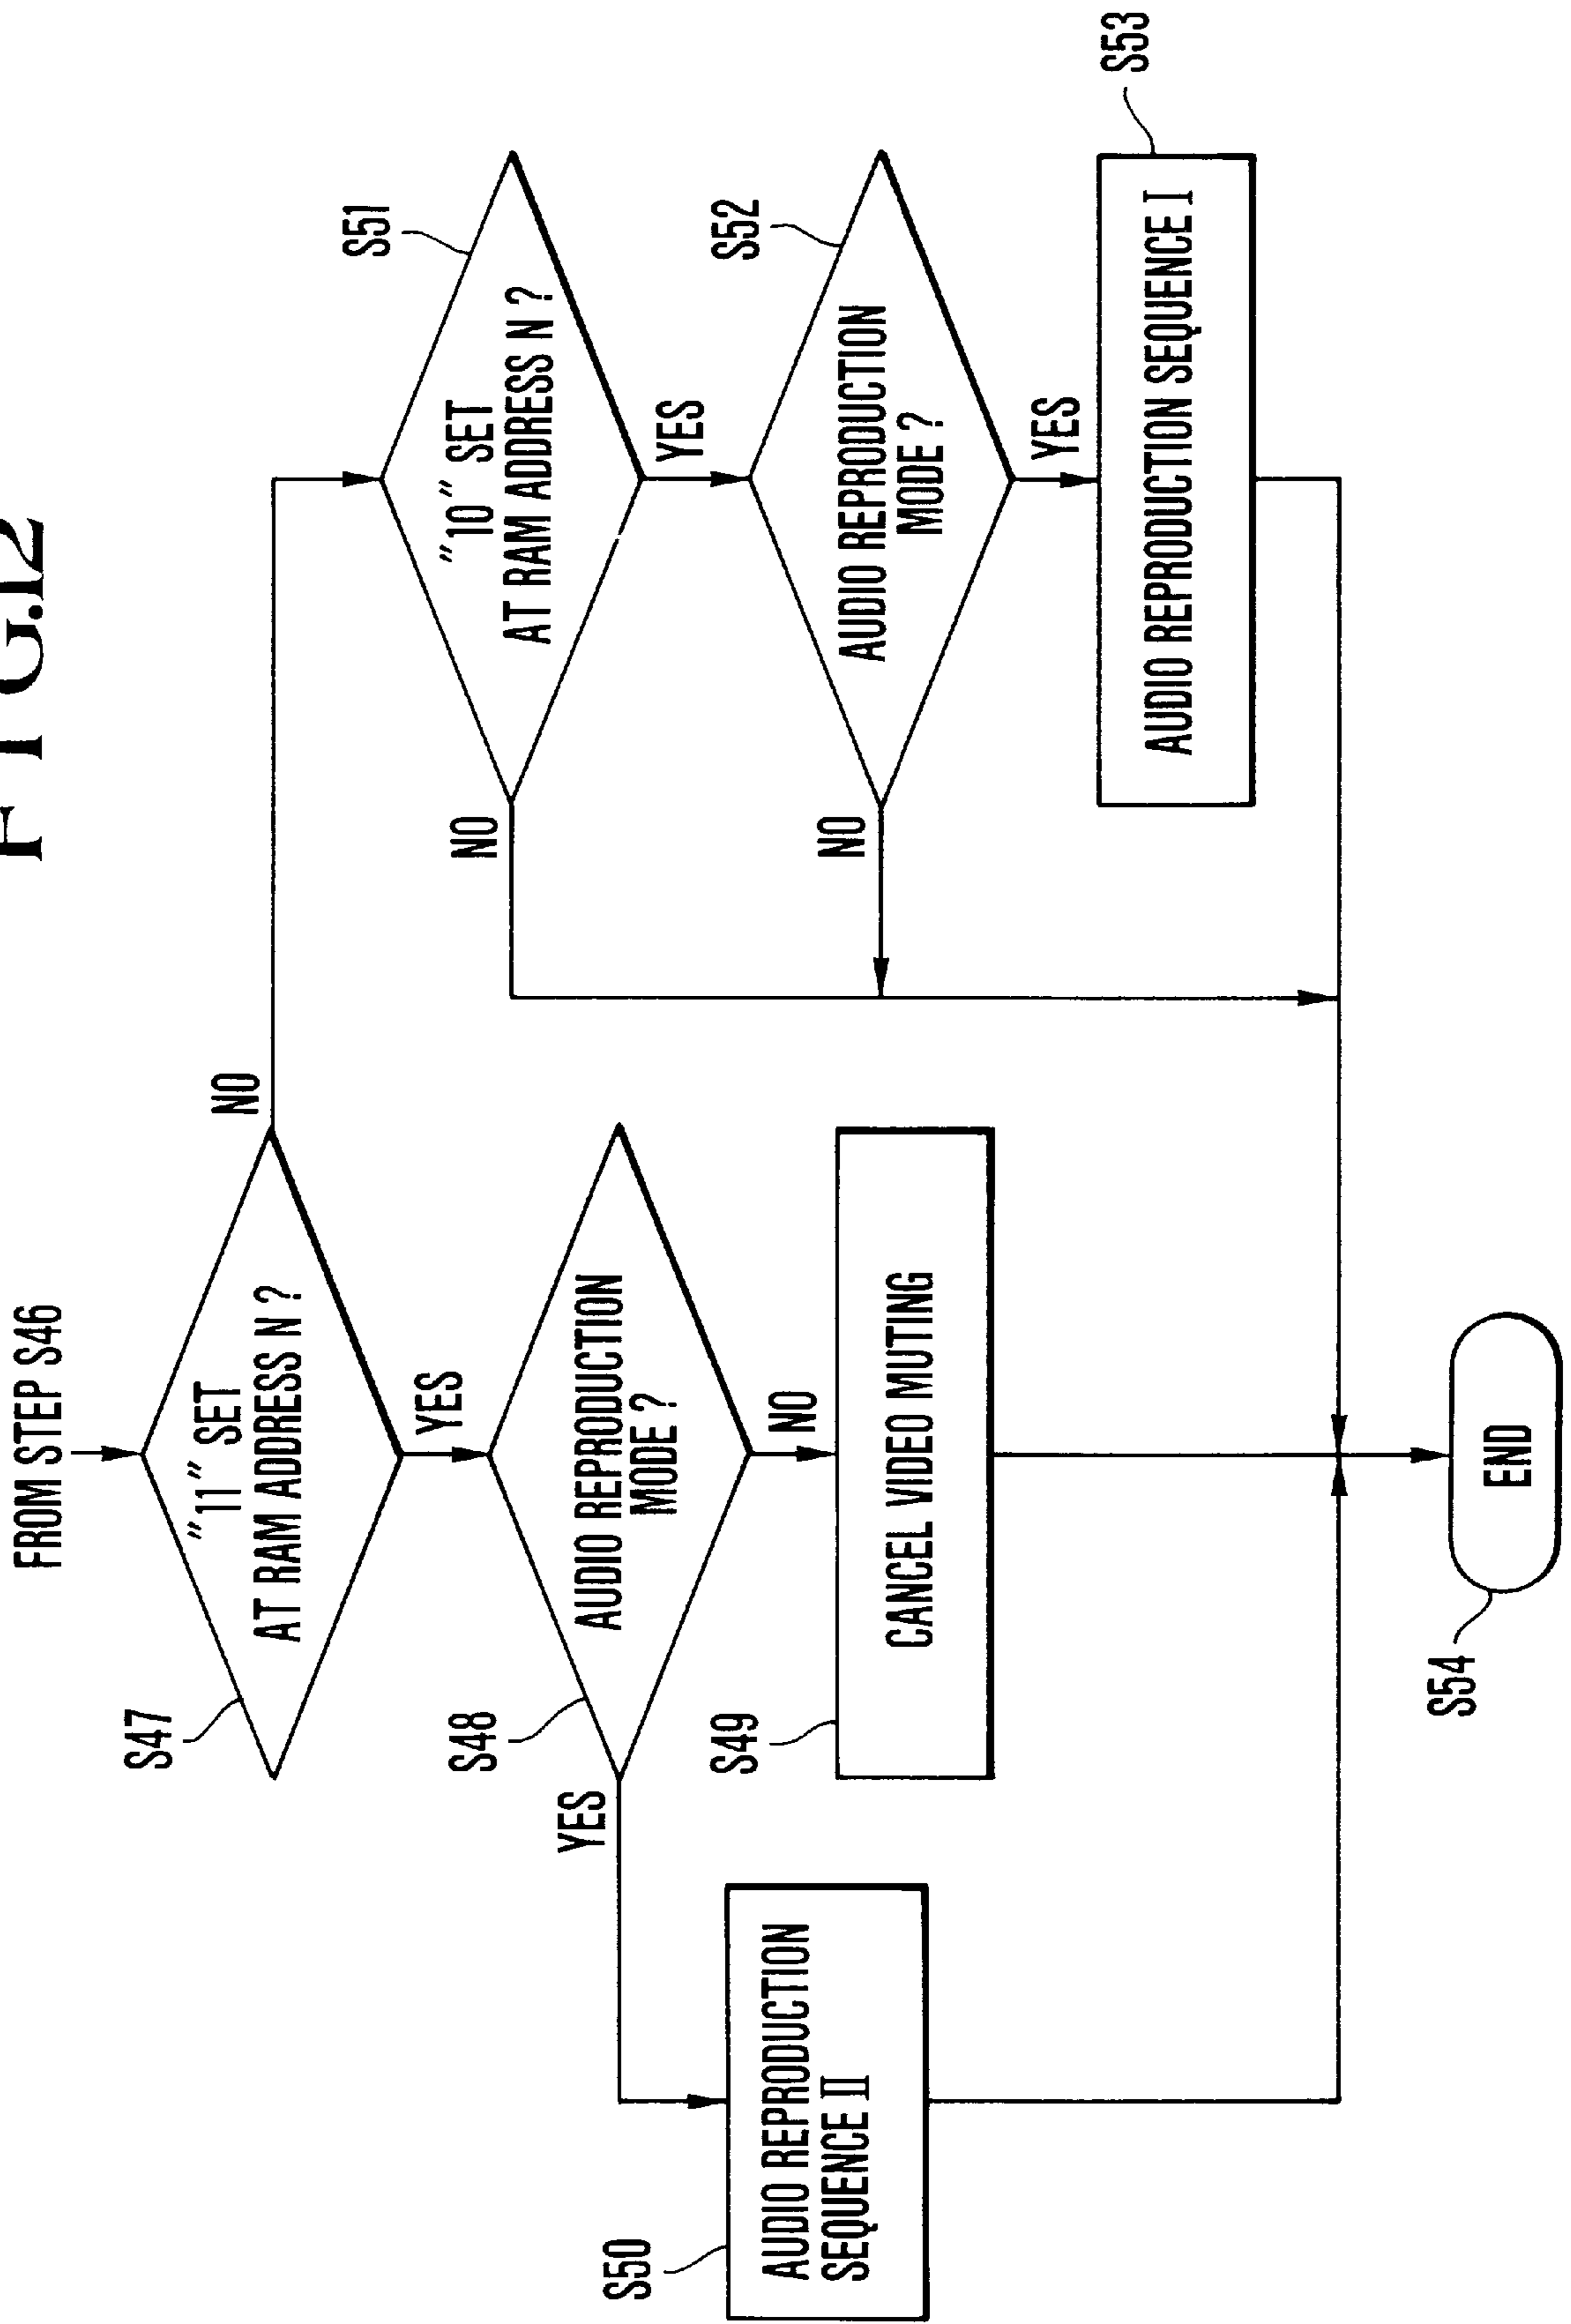 FIG.12
FROM STEP S46
S47
"11" SET
AT RAM ADDRESS N ?
NO
YES
S48
AUDIO REPRODUCTION
MODE ?
YES
NO
S49
CANCEL VIDEO MUTING
S50
AUDIO REPRODUCTION
SEQUENCE II
S51
"10" SET
AT RAM ADDRESS N ?
NO
YES
S52
AUDIO REPRODUCTION
MODE ?
NO
YES
S53
AUDIO REPRODUCTION SEQUENCE I
S54
END